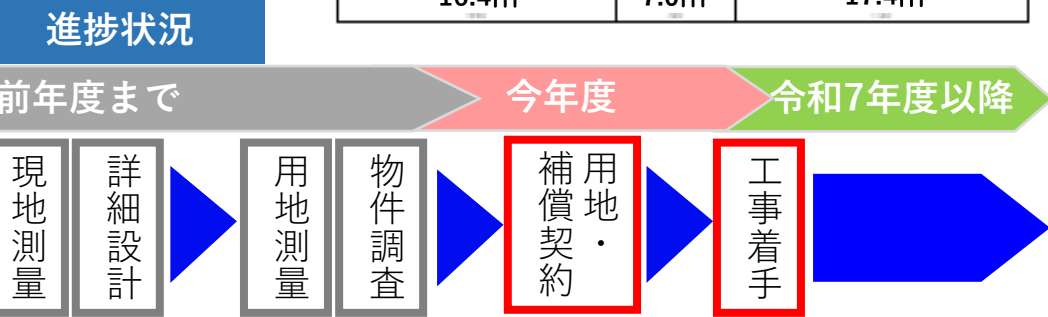 進捗状況
前年度まで
今年度
令和7年度以降
現地測量
詳細設計
用地測量
物件調査
用地・
補償契約
工事着手